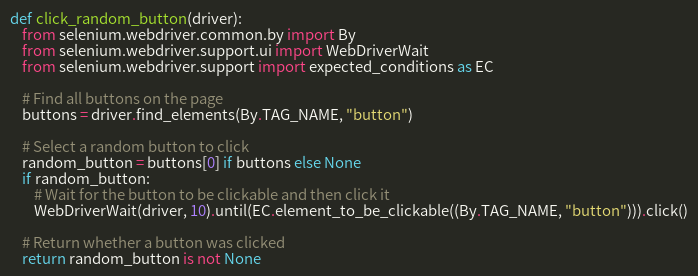 def click_random_button(driver):
    from selenium.webdriver.common.by import By
    from selenium.webdriver.support.ui import WebDriverWait
    from selenium.webdriver.support import expected_conditions as EC

    # Find all buttons on the page
    buttons = driver.find_elements(By.TAG_NAME, "button")

    # Select a random button to click
    random_button = buttons[0] if buttons else None
    if random_button:
        # Wait for the button to be clickable and then click it
        WebDriverWait(driver, 10).until(EC.element_to_be_clickable((By.TAG_NAME, "button"))).click()

    # Return whether a button was clicked
    return random_button is not None